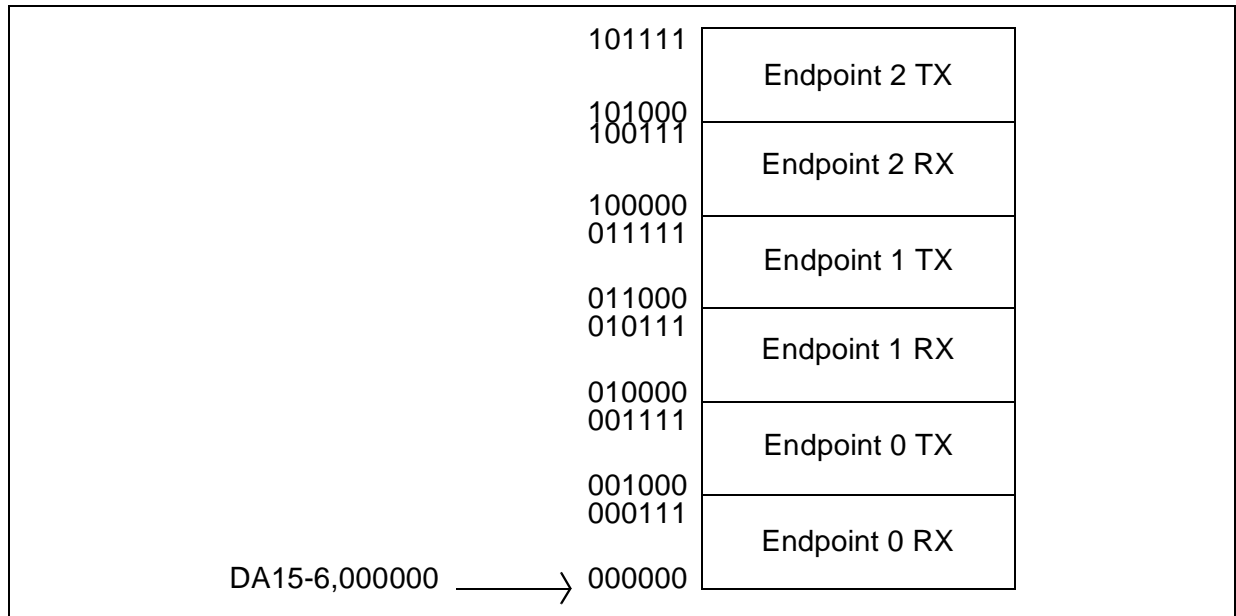 101111
Endpoint 2 TX
101000
100111
Endpoint 2 RX
100000
011111
Endpoint 1 TX
011000
010111
Endpoint 1 RX
010000
001111
Endpoint 0 TX
001000
000111
Endpoint 0 RX
DA15-6,000000 000000